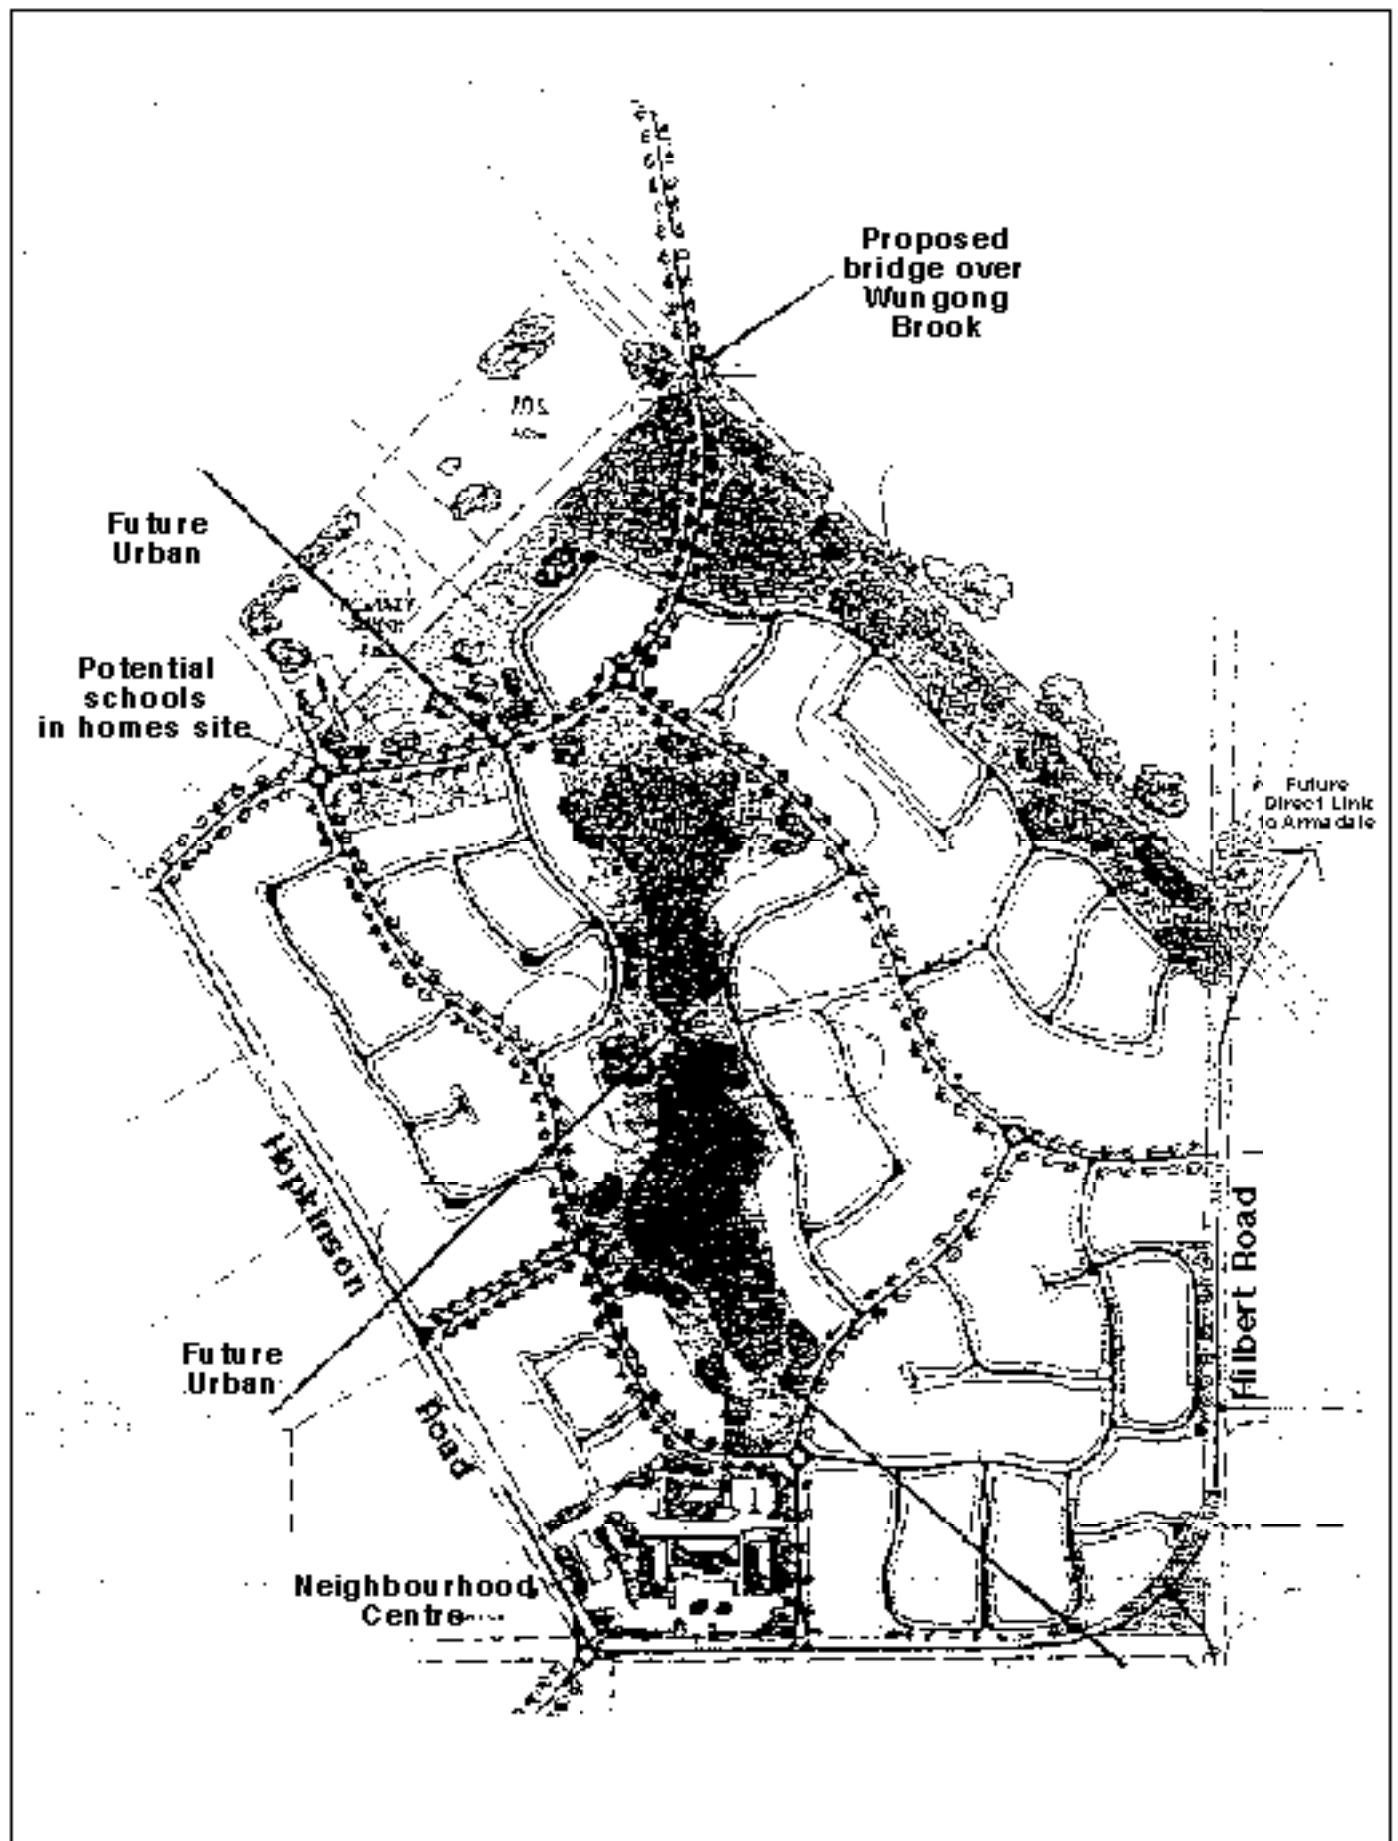 Proposed
bridge over
Wungong
Brook
Future
Urban
Potential
schools
in homes site
Future
Direct Link
to Armadale
Hopkinson
Road
Hilbert Road
Future
Urban
Neighbourhood
Centre